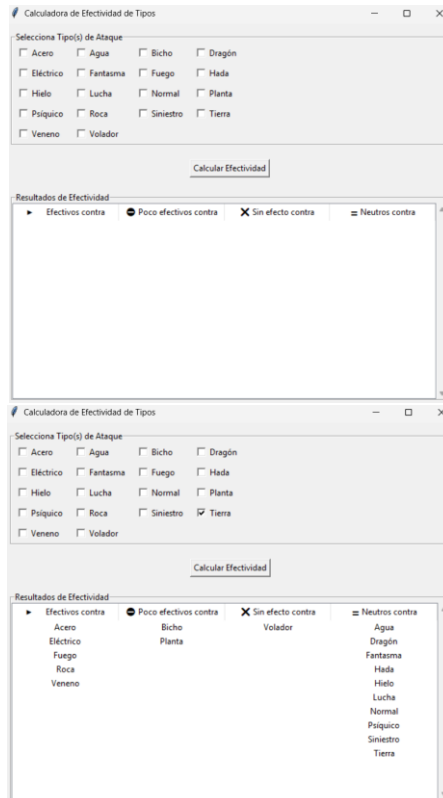 Calculadora de Efectividad de Tipos
Selecciona Tipo(s) de Ataque
Acero Agua Bicho Dragón
Eléctrico Fantasma Fuego Hada
Hielo Lucha Normal Planta
Psíquico Roca Siniestro Tierra
Veneno Volador
Calcular Efectividad
Resultados de Efectividad
Efectivos contra Poco efectivos contra Sin efecto contra Neutros contra
Calculadora de Efectividad de Tipos
Selecciona Tipo(s) de Ataque
Acero Agua Bicho Dragón
Eléctrico Fantasma Fuego Hada
Hielo Lucha Normal Planta
Psíquico Roca Siniestro Tierra
Veneno Volador
Calcular Efectividad
Resultados de Efectividad
Efectivos contra Poco efectivos contra Sin efecto contra Neutros contra
Acero Bicho Volador Agua
Eléctrico Planta Dragón
Fuego Fantasma
Roca Hada
Veneno Hielo
Lucha
Normal
Psíquico
Siniestro
Tierra